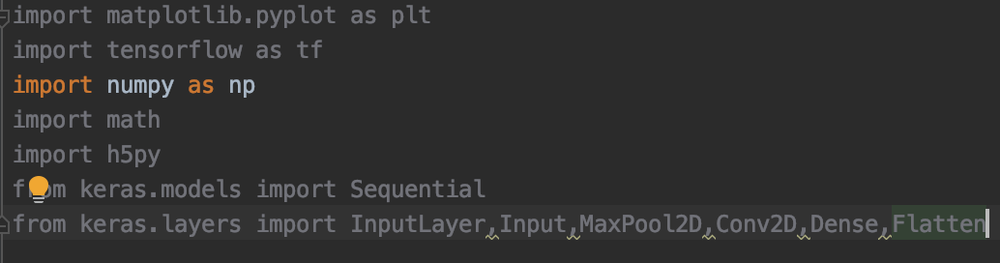 import matplotlib.pyplot as plt
import tensorflow as tf
import numpy as np
import math
import h5py
from keras.models import Sequential
from keras.layers import InputLayer,Input,MaxPool2D,Conv2D,Dense,Flatten